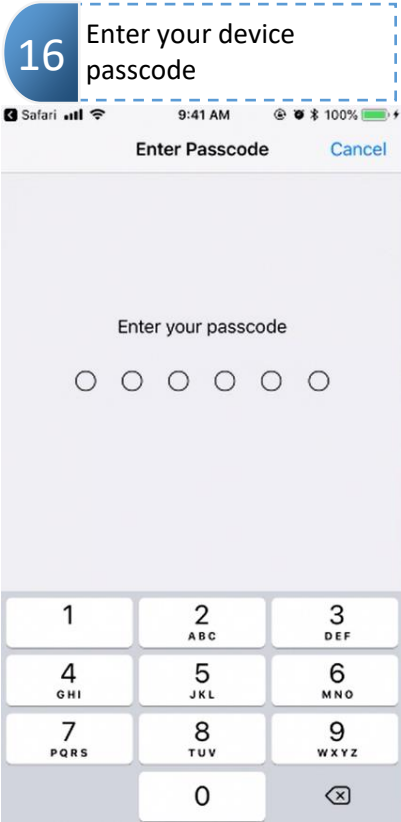 16
Enter your device
passcode
Safari 9:41 AM 100%
Enter Passcode Cancel
Enter your passcode
1 2 3
ABC DEF
4 5 6
GHI JKL MNO
7 8 9
PQRS TUV WXYZ
0